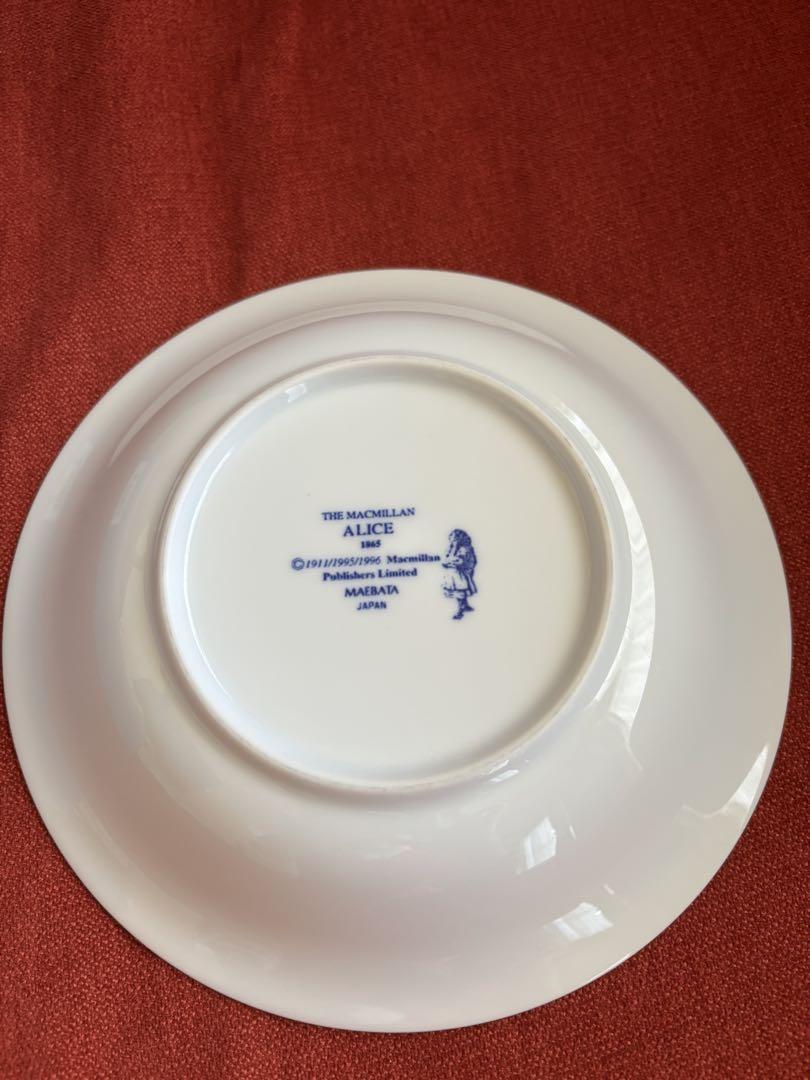 THE MACMILLAN
ALICE
1865
©1911/1995/1996 Macmillan
Publishers Limited
MAEBATA
JAPAN